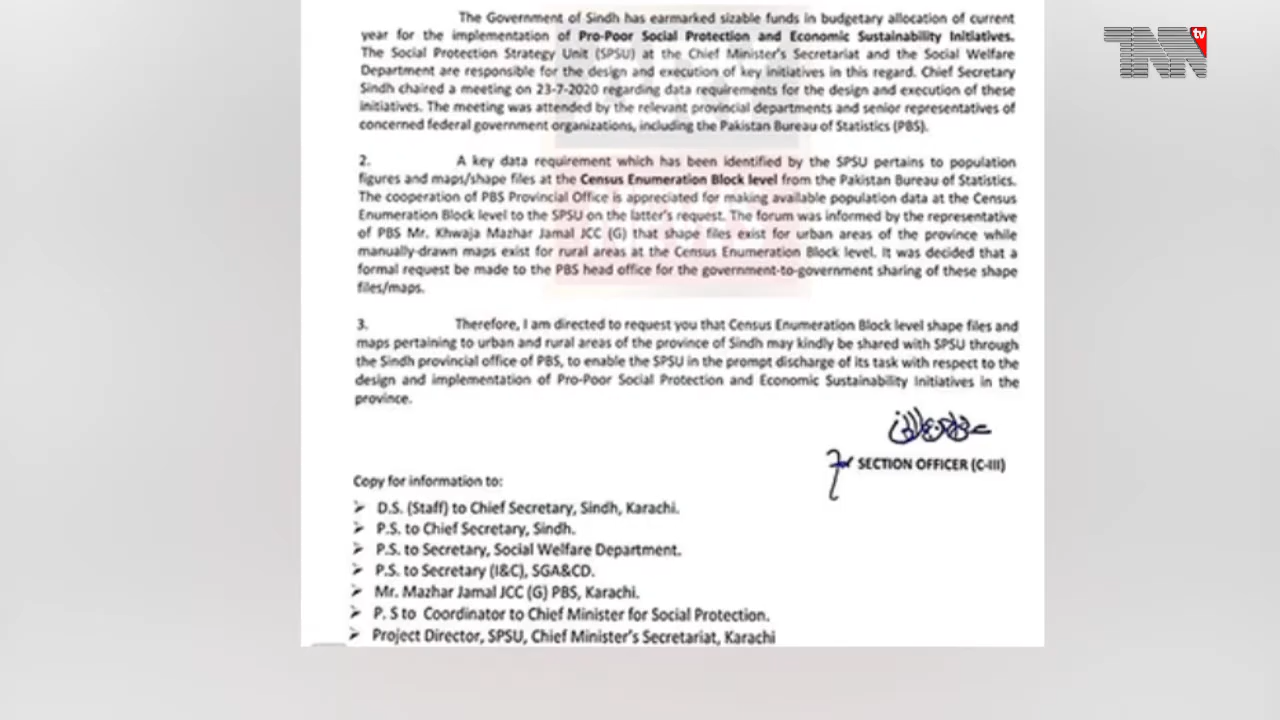 TNN tv
The Government of Sindh has earmarked sizable funds in budgetary allocation of current
year for the implementation of Pro-Poor Social Protection and Economic Sustainability Initiatives.
The Social Protection Strategy Unit (SPSU) at the Chief Minister's Secretariat and the Social Welfare
Department are responsible for the design and execution of key initiatives in this regard. Chief Secretary
Sindh chaired a meeting on 23-7-2020 regarding data requirements for the design and execution of these
initiatives. The meeting was attended by the relevant provincial departments and senior representatives of
concerned federal government organizations, including the Pakistan Bureau of Statistics (PBS).
2. A key data requirement which has been identified by the SPSU pertains to population
figures and maps/shape files at the Census Enumeration Block level from the Pakistan Bureau of Statistics.
The cooperation of PBS Provincial Office is appreciated for making available population data at the Census
Enumeration Block level to the SPSU on the latter's request. The forum was informed by the representative
of PBS Mr. Khwaja Mazhar Jamal JCC (G) that shape files exist for urban areas of the province while
manually-drawn maps exist for rural areas at the Census Enumeration Block level. It was decided that a
formal request be made to the PBS head office for the government-to-government sharing of these shape
files/maps.
3. Therefore, I am directed to request you that Census Enumeration Block level shape files and
maps pertaining to urban and rural areas of the province of Sindh may kindly be shared with SPSU through
the Sindh provincial office of PBS, to enable the SPSU in the prompt discharge of its task with respect to the
design and implementation of Pro-Poor Social Protection and Economic Sustainability Initiatives in the
province.
for SECTION OFFICER (C-III)
Copy for information to:
➢ D.S. (Staff) to Chief Secretary, Sindh, Karachi.
➢ P.S. to Chief Secretary, Sindh.
➢ P.S. to Secretary, Social Welfare Department.
➢ P.S. to Secretary (I&C), SGA&CD.
➢ Mr. Mazhar Jamal JCC (G) PBS, Karachi.
➢ P. S to Coordinator to Chief Minister for Social Protection.
➢ Project Director, SPSU, Chief Minister's Secretariat, Karachi